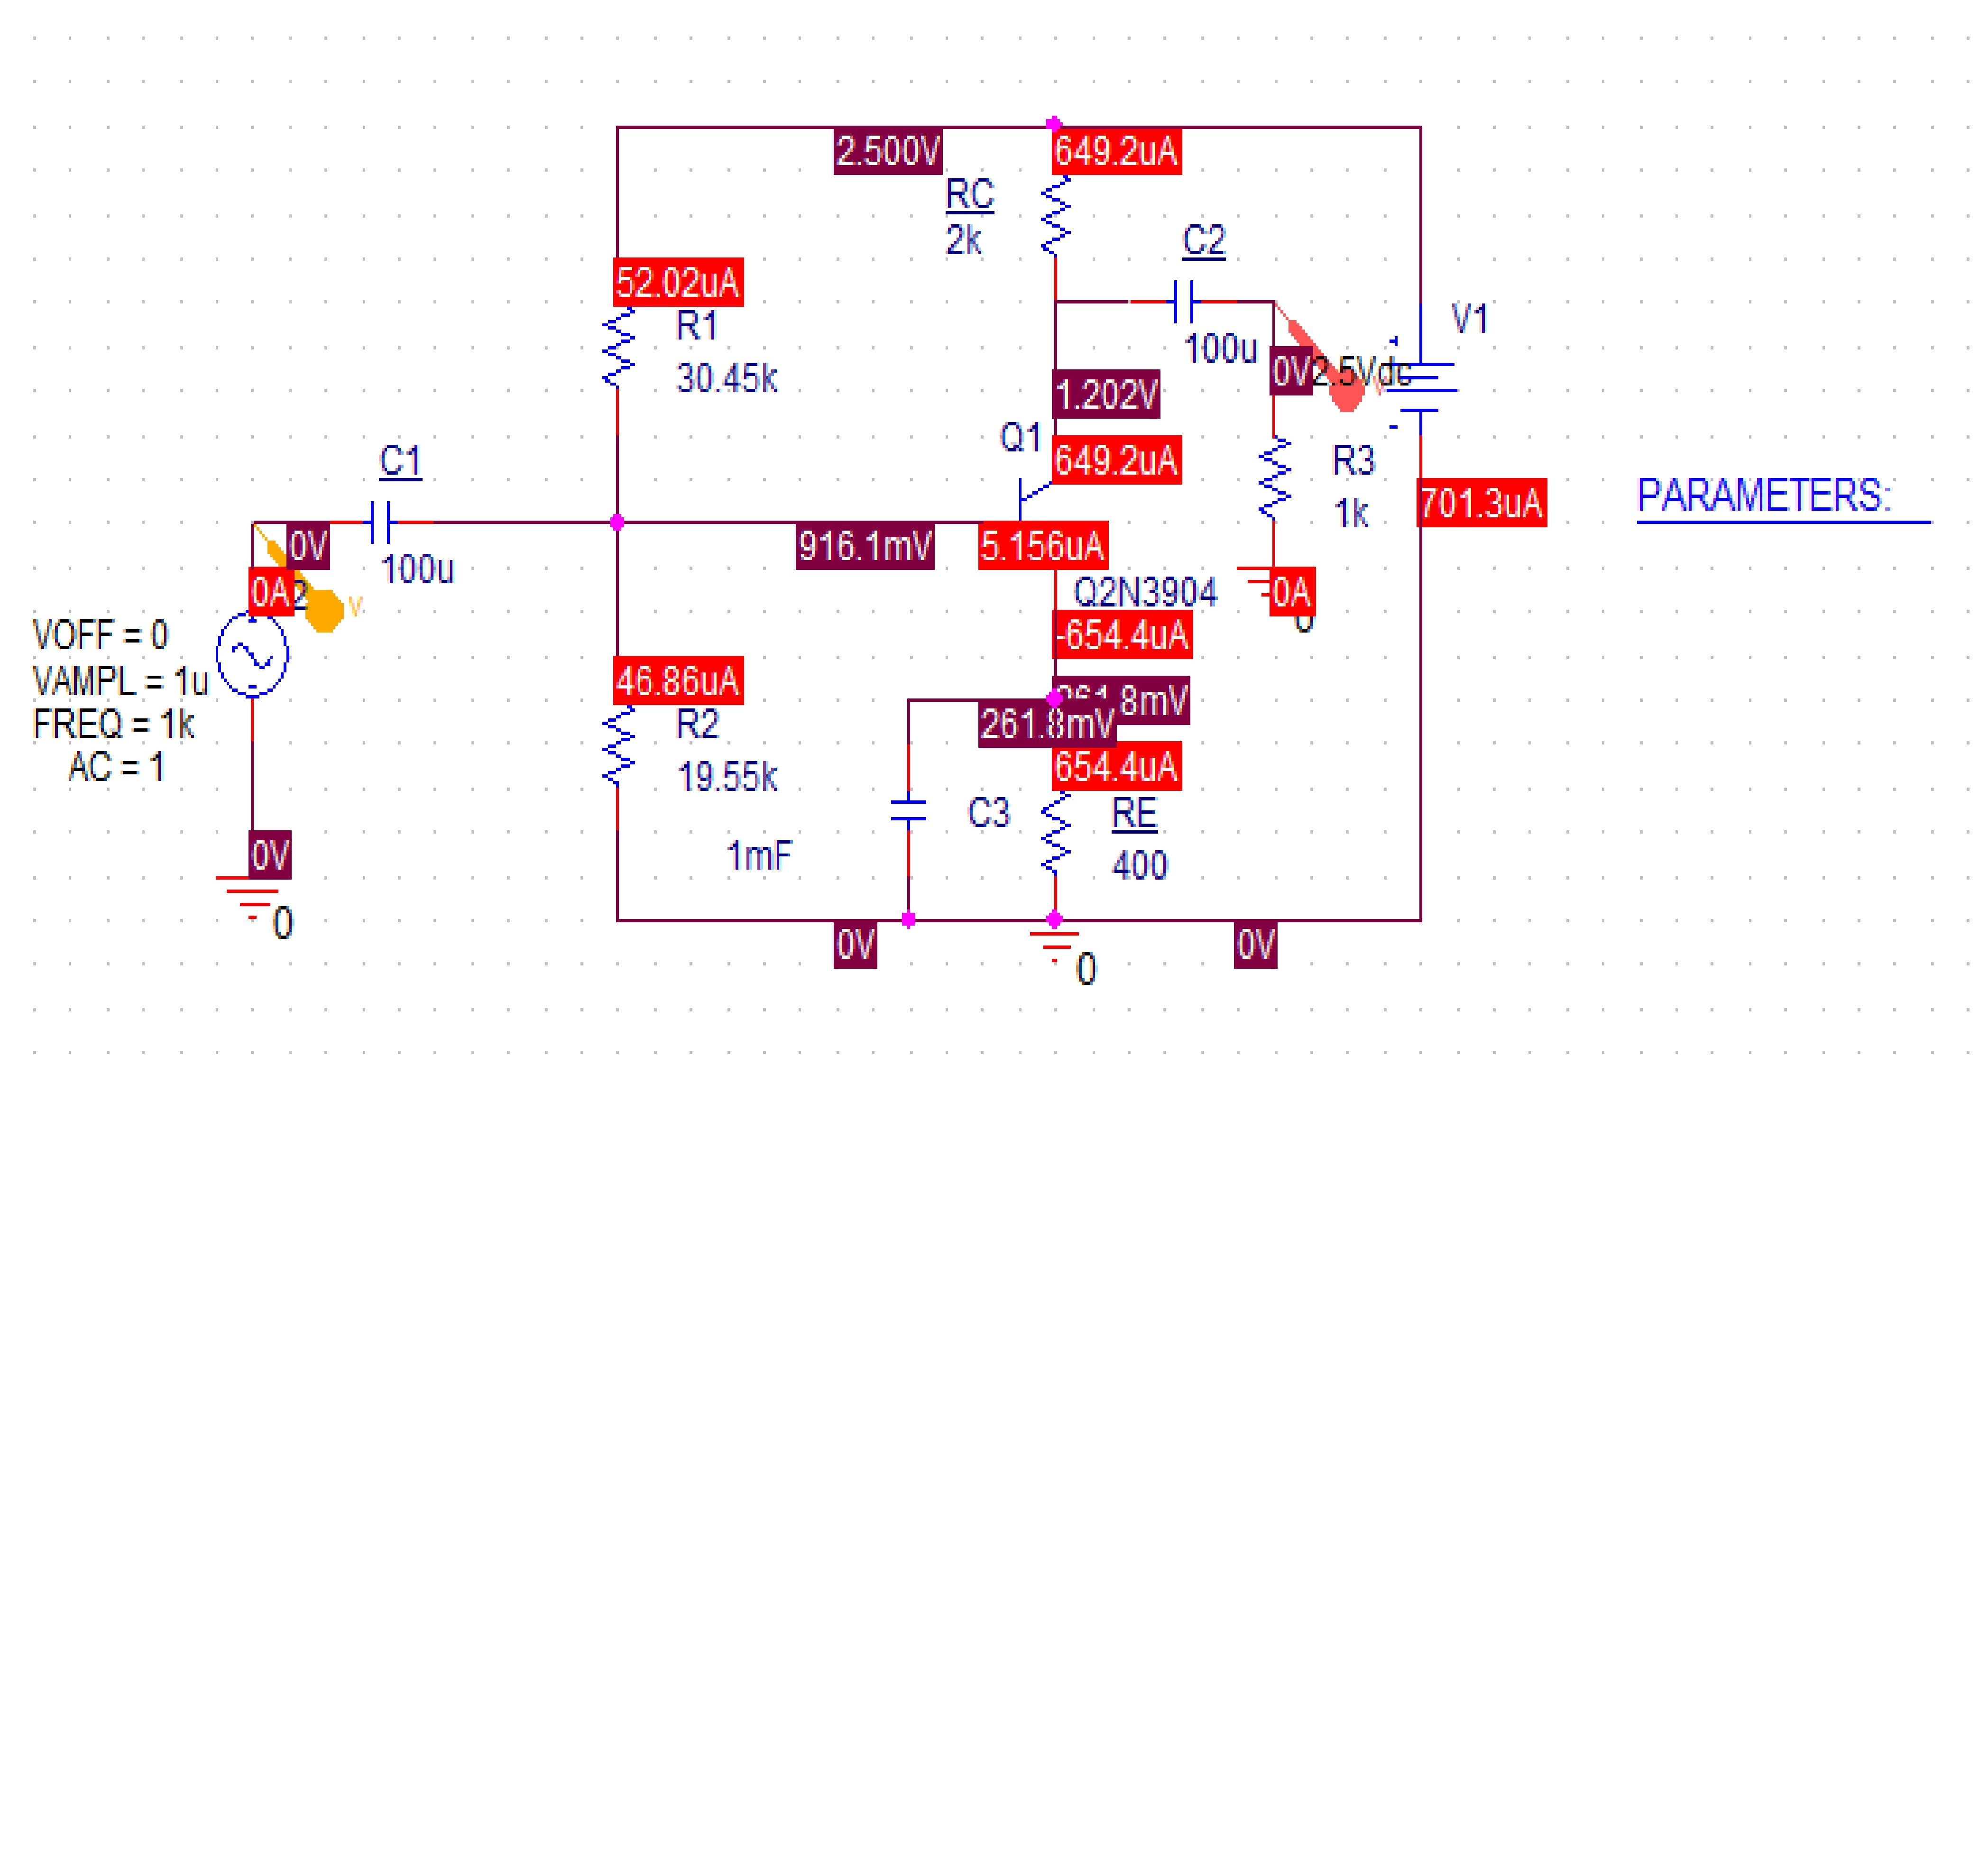 2.500V
649.2uA
RC
2k
C2
52.02uA
R1
30.45k
V1
100u
0V
2.5Vdc
1.202V
Q1
649.2uA
C1
R3
1k
701.3uA
PARAMETERS:
0V
916.1mV
5.156uA
100u
0A
V
Q2N3904
0A
0
VOFF = 0
VAMPL = 1u
FREQ = 1k
AC = 1
-654.4uA
46.86uA
261.8mV
261.8mV
R2
19.55k
654.4uA
C3
RE
1mF
400
0V
0
0V
0V
0